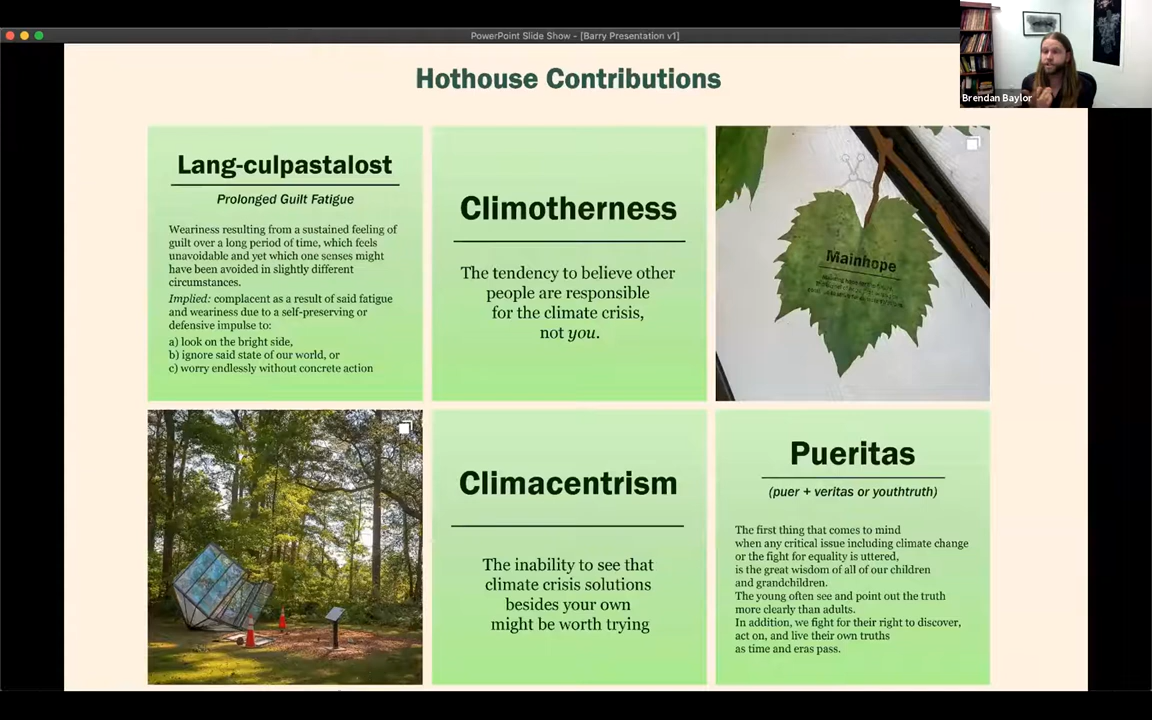 PowerPoint Slide Show - [Barry Presentation v1]
Brendan Baylor
Hothouse Contributions
Lang-culpastalost
Prolonged Guilt Fatigue
Weariness resulting from a sustained feeling of
guilt over a long period of time, which feels
unavoidable and yet which one senses might
have been avoided in slightly different
circumstances.
Implied: complacent as a result of said fatigue
and weariness due to a self-preserving or
defensive impulse to:
a) look on the bright side,
b) ignore said state of our world, or
c) worry endlessly without concrete action
Climotherness
The tendency to believe other
people are responsible
for the climate crisis,
not you.
Mainhope
Climacentrism
The inability to see that
climate crisis solutions
besides your own
might be worth trying
Pueritas
(puer + veritas or youthtruth)
The first thing that comes to mind
when any critical issue including climate change
or the fight for equality is uttered,
is the great wisdom of all of our children
and grandchildren.
The young often see and point out the truth
more clearly than adults.
In addition, we fight for their right to discover,
act on, and live their own truths
as time and eras pass.